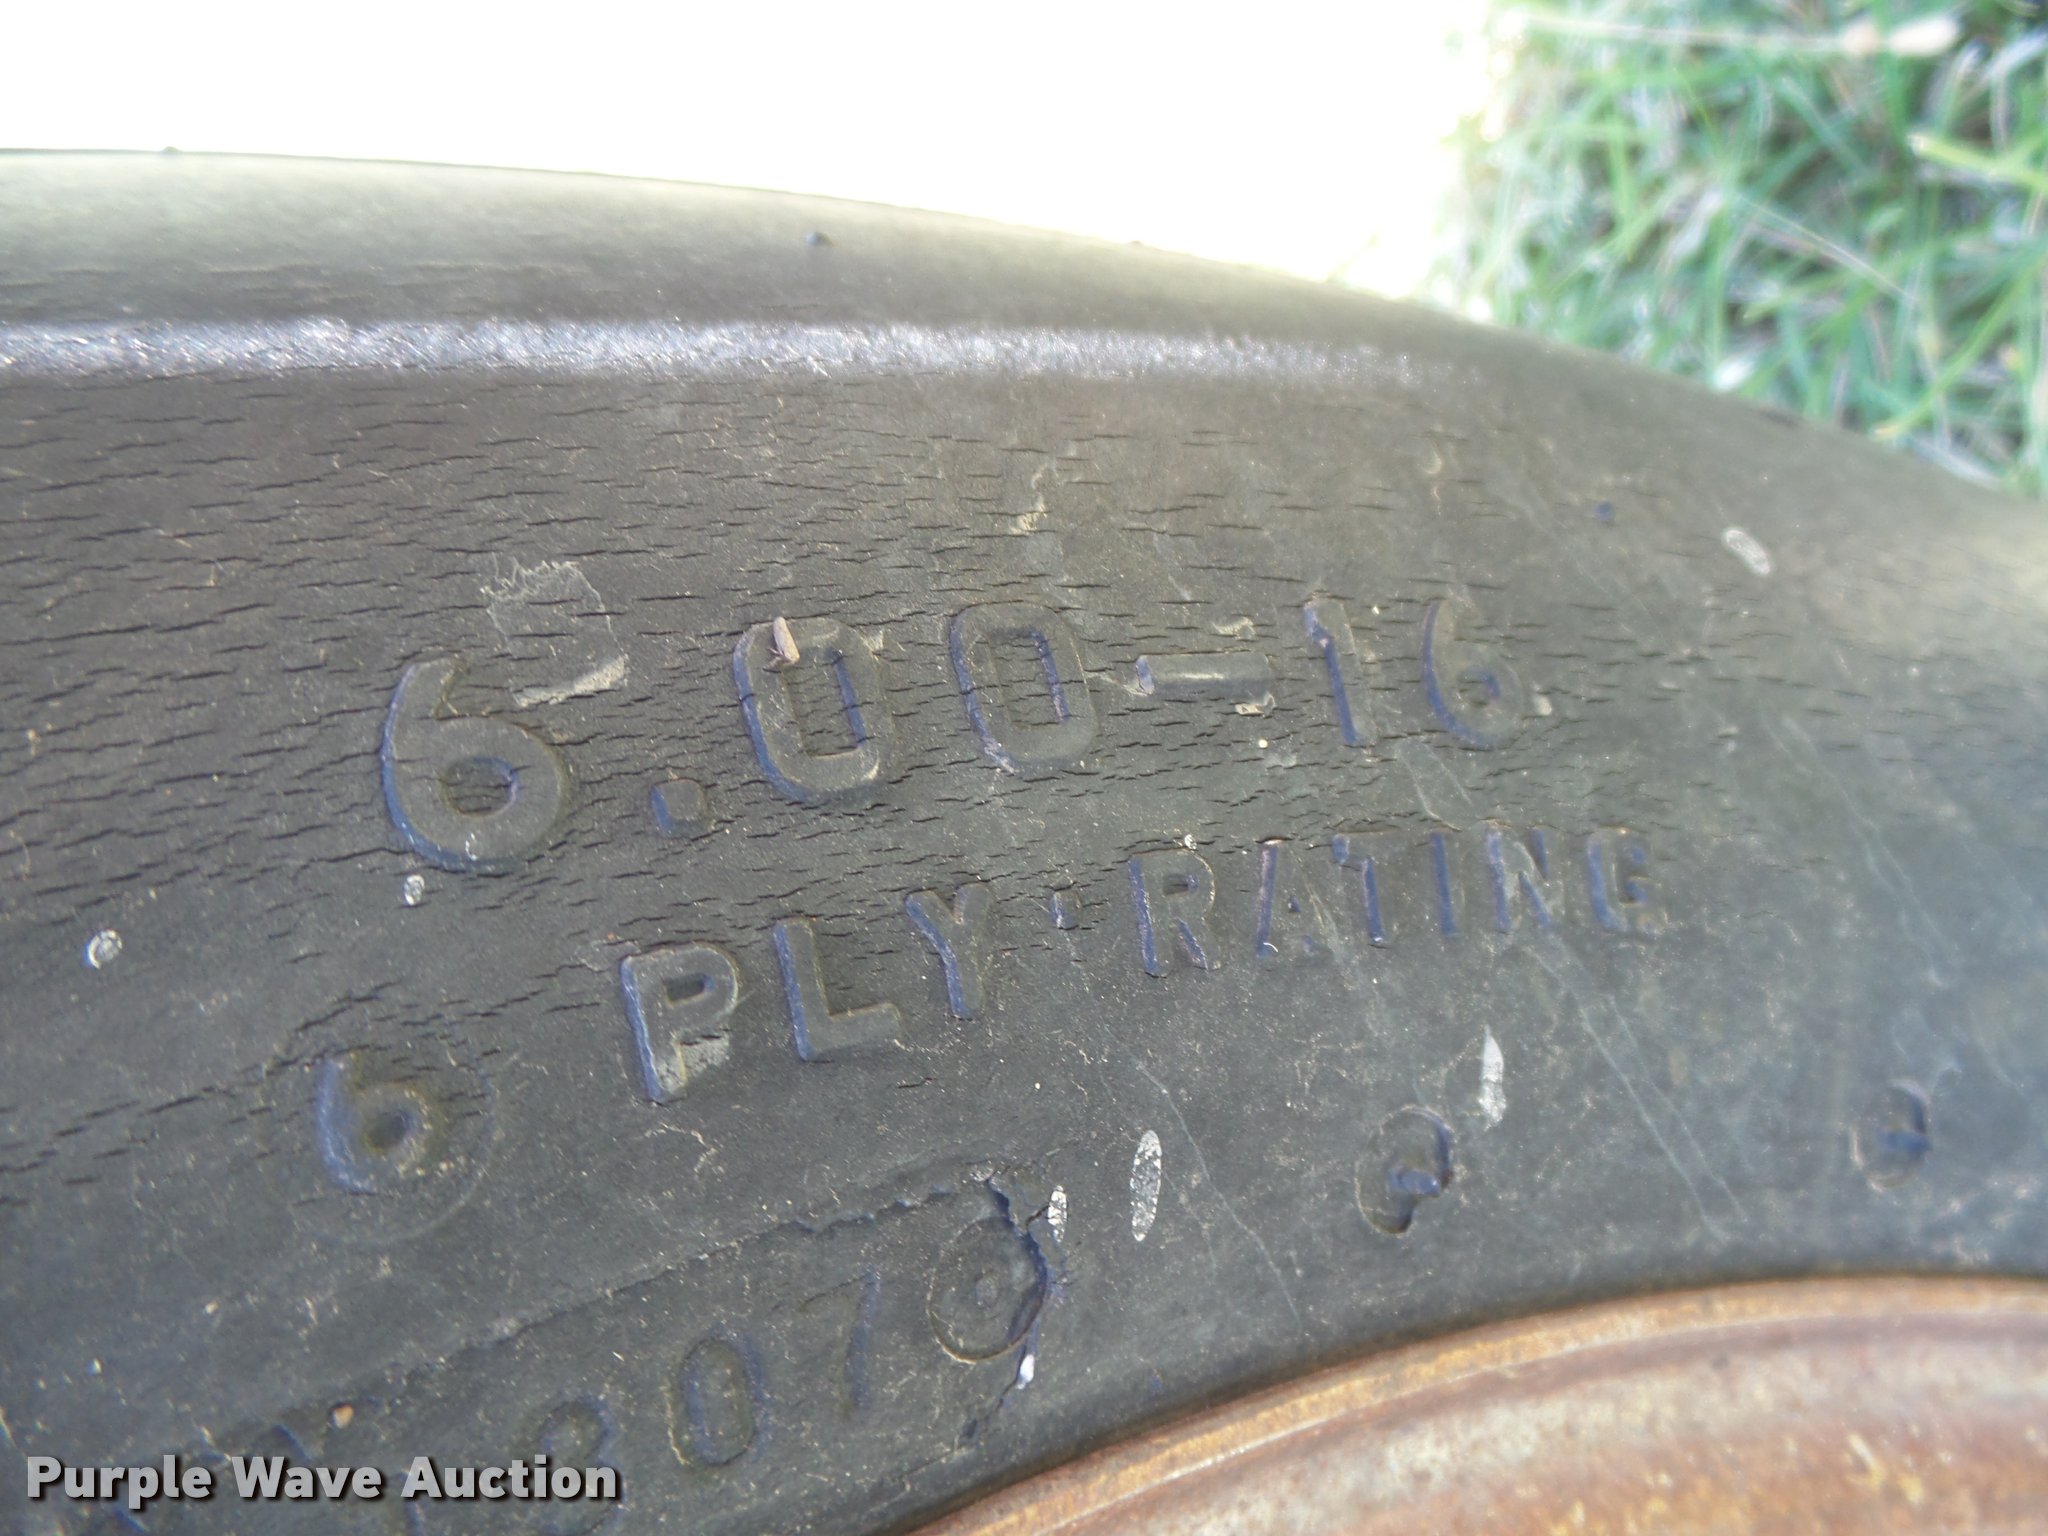 6.00-16
6 PLY·RATING
Purple Wave Auction